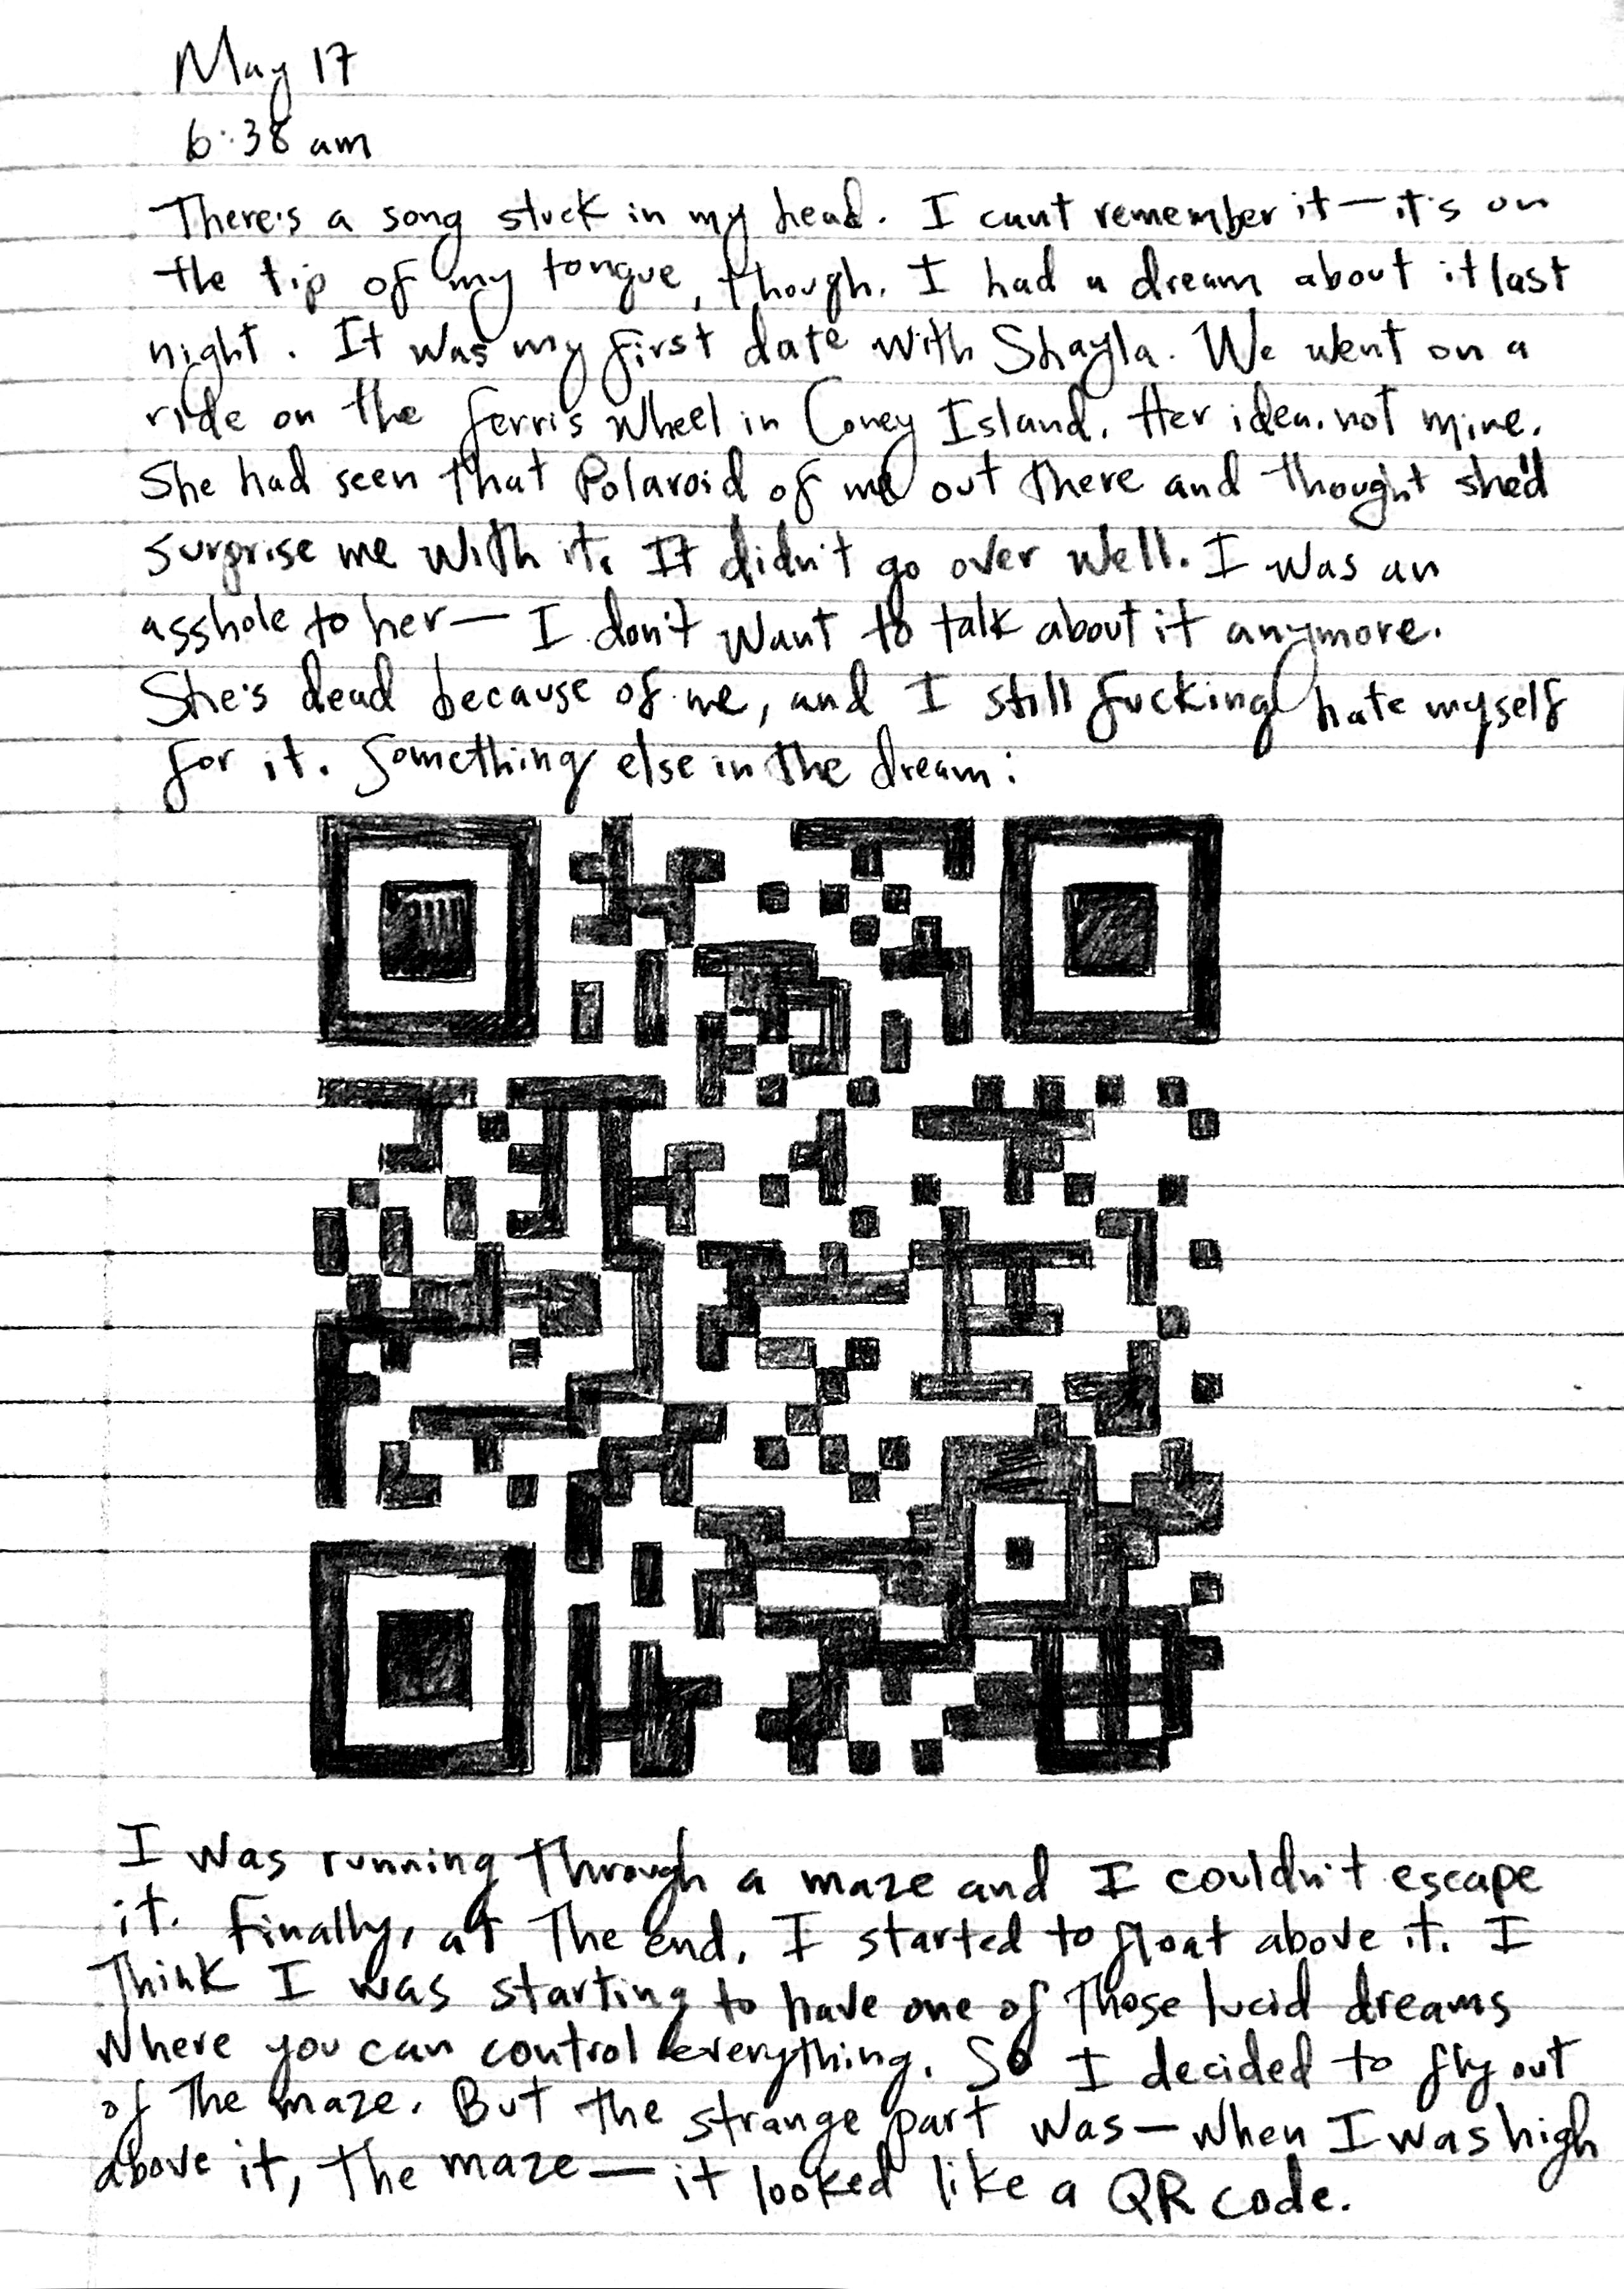 May 17
6:38 am
There's a song stuck in my head. I can't remember it — it's on
the tip of my tongue, though. I had a dream about it last
night. It was my first date with Shayla. We went on a
ride on the ferris wheel in Coney Island. Her idea. not mine.
She had seen that Polaroid of me out there and thought she'd
surprise me with it. It didn't go over well. I was an
asshole to her — I don't want to talk about it anymore.
She's dead because of me, and I still fucking hate myself
for it. Something else in the dream:
I was running through a maze and I couldn't escape
it. Finally, at the end, I started to float above it. I
think I was starting to have one of those lucid dreams
where you can control everything. So I decided to fly out
of the maze. But the strange part was — when I was high
above it, the maze — it looked like a QR code.